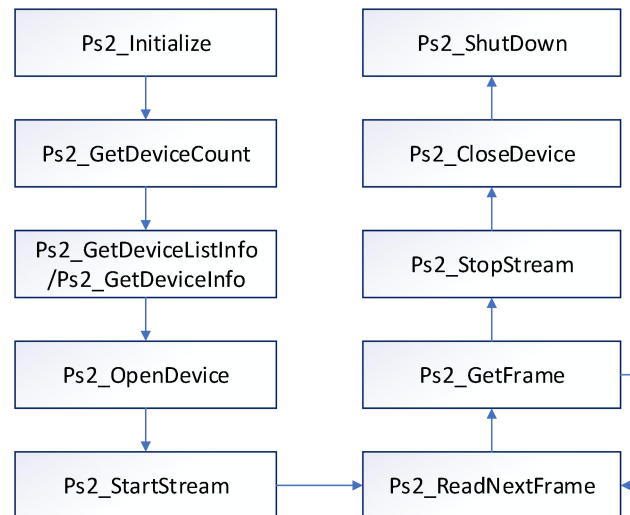 Ps2_Initialize
Ps2_GetDeviceCount
Ps2_GetDeviceListInfo
/Ps2_GetDeviceInfo
Ps2_OpenDevice
Ps2_StartStream
Ps2_ReadNextFrame
Ps2_GetFrame
Ps2_StopStream
Ps2_CloseDevice
Ps2_ShutDown